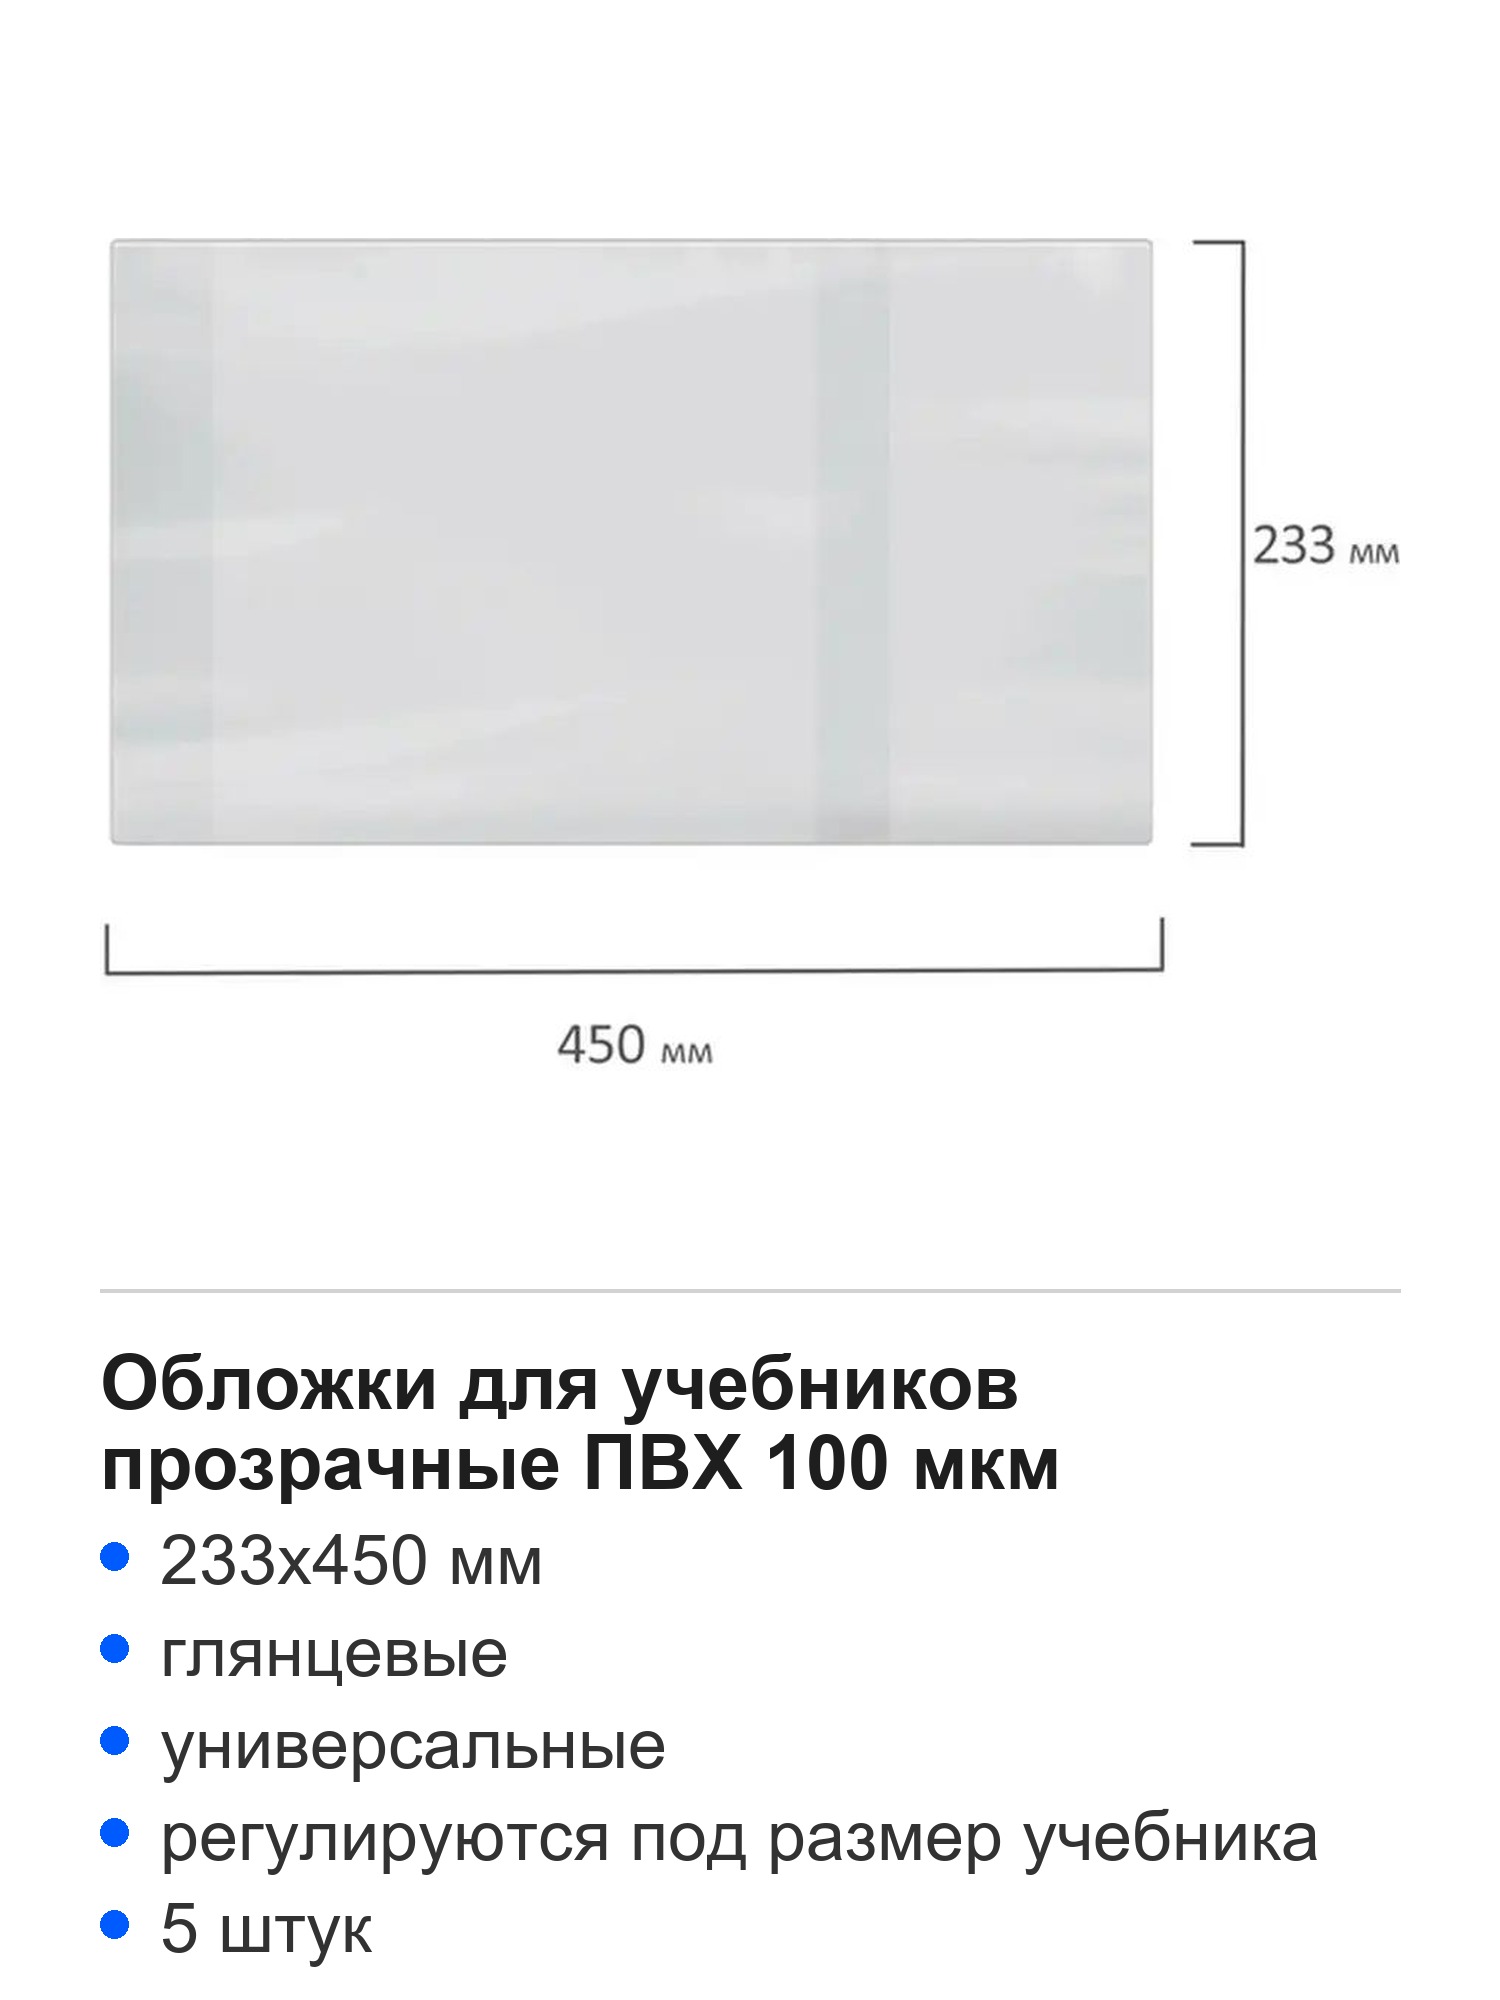 233 мм
450 мм
Обложки для учебников
прозрачные ПВХ 100 мкм
233х450 мм
глянцевые
универсальные
регулируются под размер учебника
5 штук